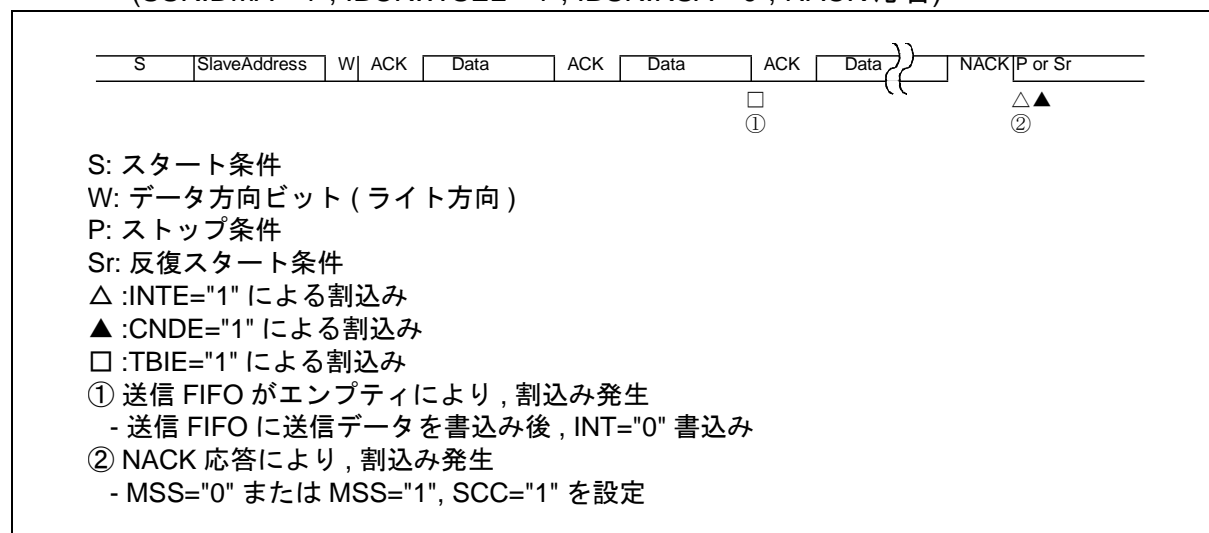 S SlaveAddress W ACK Data ACK Data ACK Data NACK P or Sr
□ △▲
① ②
S: スタート条件
W: データ方向ビット ( ライト方向 )
P: ストップ条件
Sr: 反復スタート条件
△ :INTE="1" による割込み
▲ :CNDE="1" による割込み
□ :TBIE="1" による割込み
① 送信 FIFO がエンプティにより , 割込み発生
- 送信 FIFO に送信データを書込み後 , INT="0" 書込み
② NACK 応答により , 割込み発生
- MSS="0" または MSS="1", SCC="1" を設定